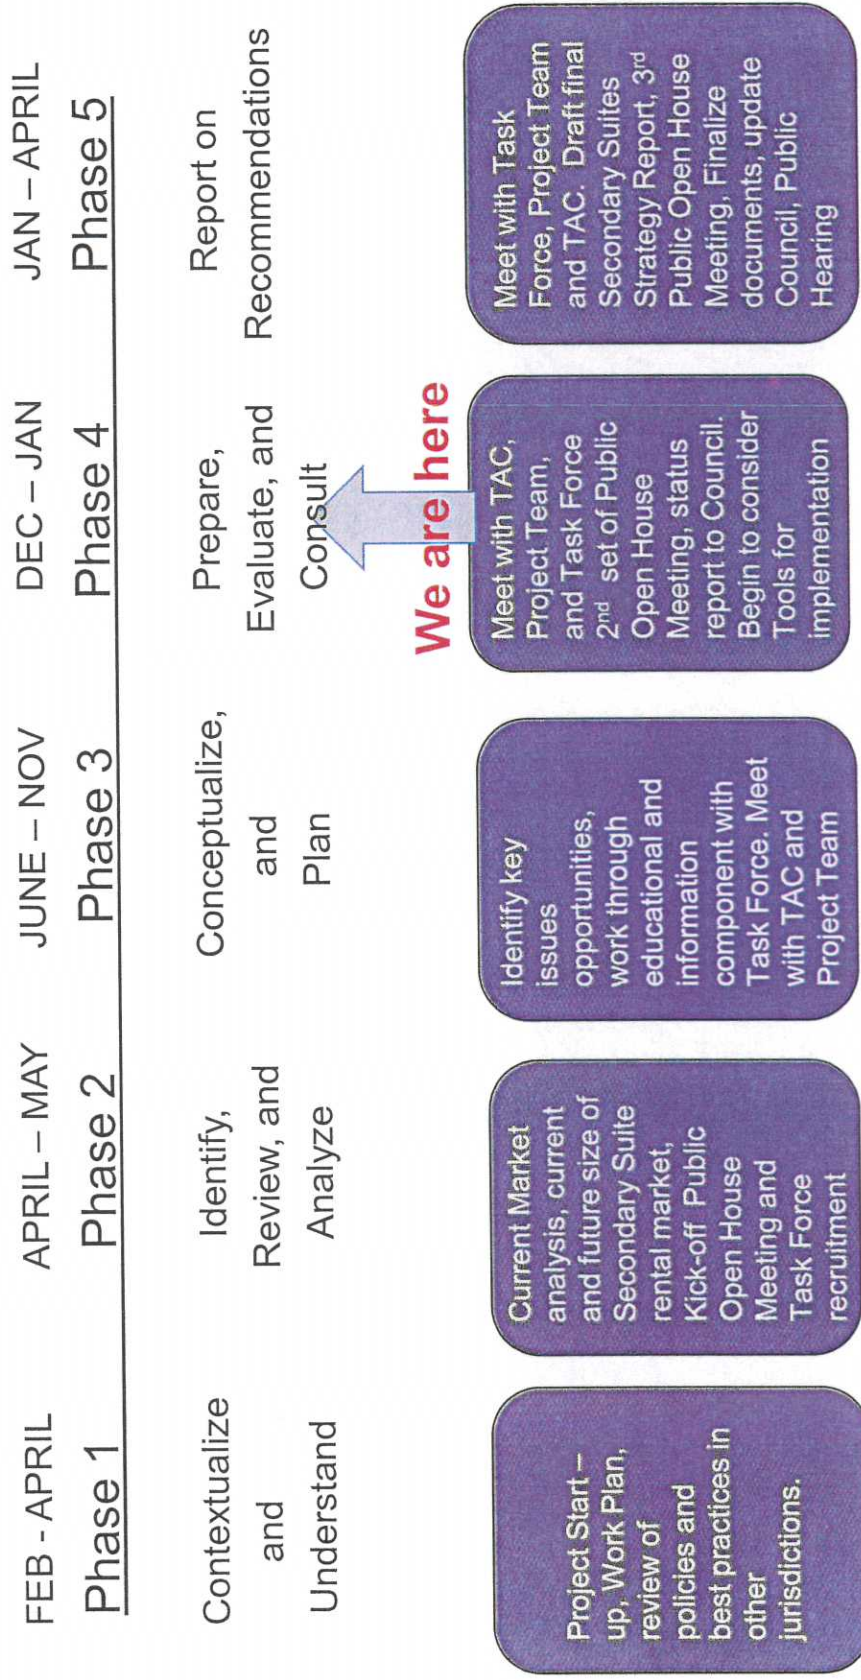 FEB - APRIL
Phase 1
Contextualize
and
Understand
Project Start –
up, Work Plan,
review of
policies and
best practices in
other
jurisdictions.
APRIL – MAY
Phase 2
Identify,
Review, and
Analyze
Current Market
analysis, current
and future size of
Secondary Suite
rental market,
Kick-off Public
Open House
Meeting and
Task Force
recruitment
JUNE – NOV
Phase 3
Conceptualize,
and
Plan
Identify key
issues
opportunities,
work through
educational and
information
component with
Task Force. Meet
with TAC and
Project Team
DEC – JAN
Phase 4
Prepare,
Evaluate, and
Consult
We are here
Meet with TAC,
Project Team,
and Task Force
2nd set of Public
Open House
Meeting, status
report to Council.
Begin to consider
Tools for
implementation
JAN – APRIL
Phase 5
Report on
Recommendations
Meet with Task
Force, Project Team
and TAC. Draft final
Secondary Suites
Strategy Report, 3rd
Public Open House
Meeting, Finalize
documents, update
Council, Public
Hearing